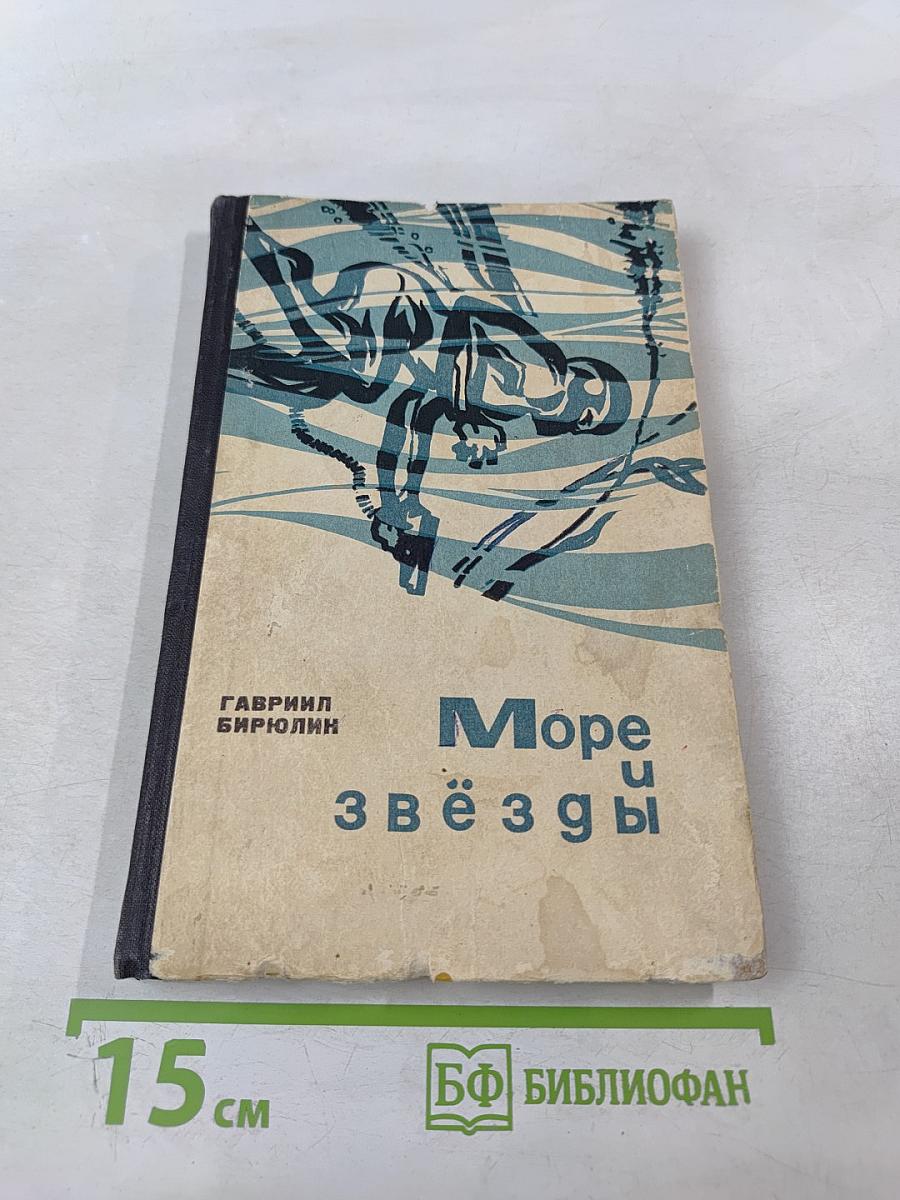 ГАВРИИЛ
БИРЮЛИН
Море
и
звёзды
15 см
БФ БИБЛИОФАН